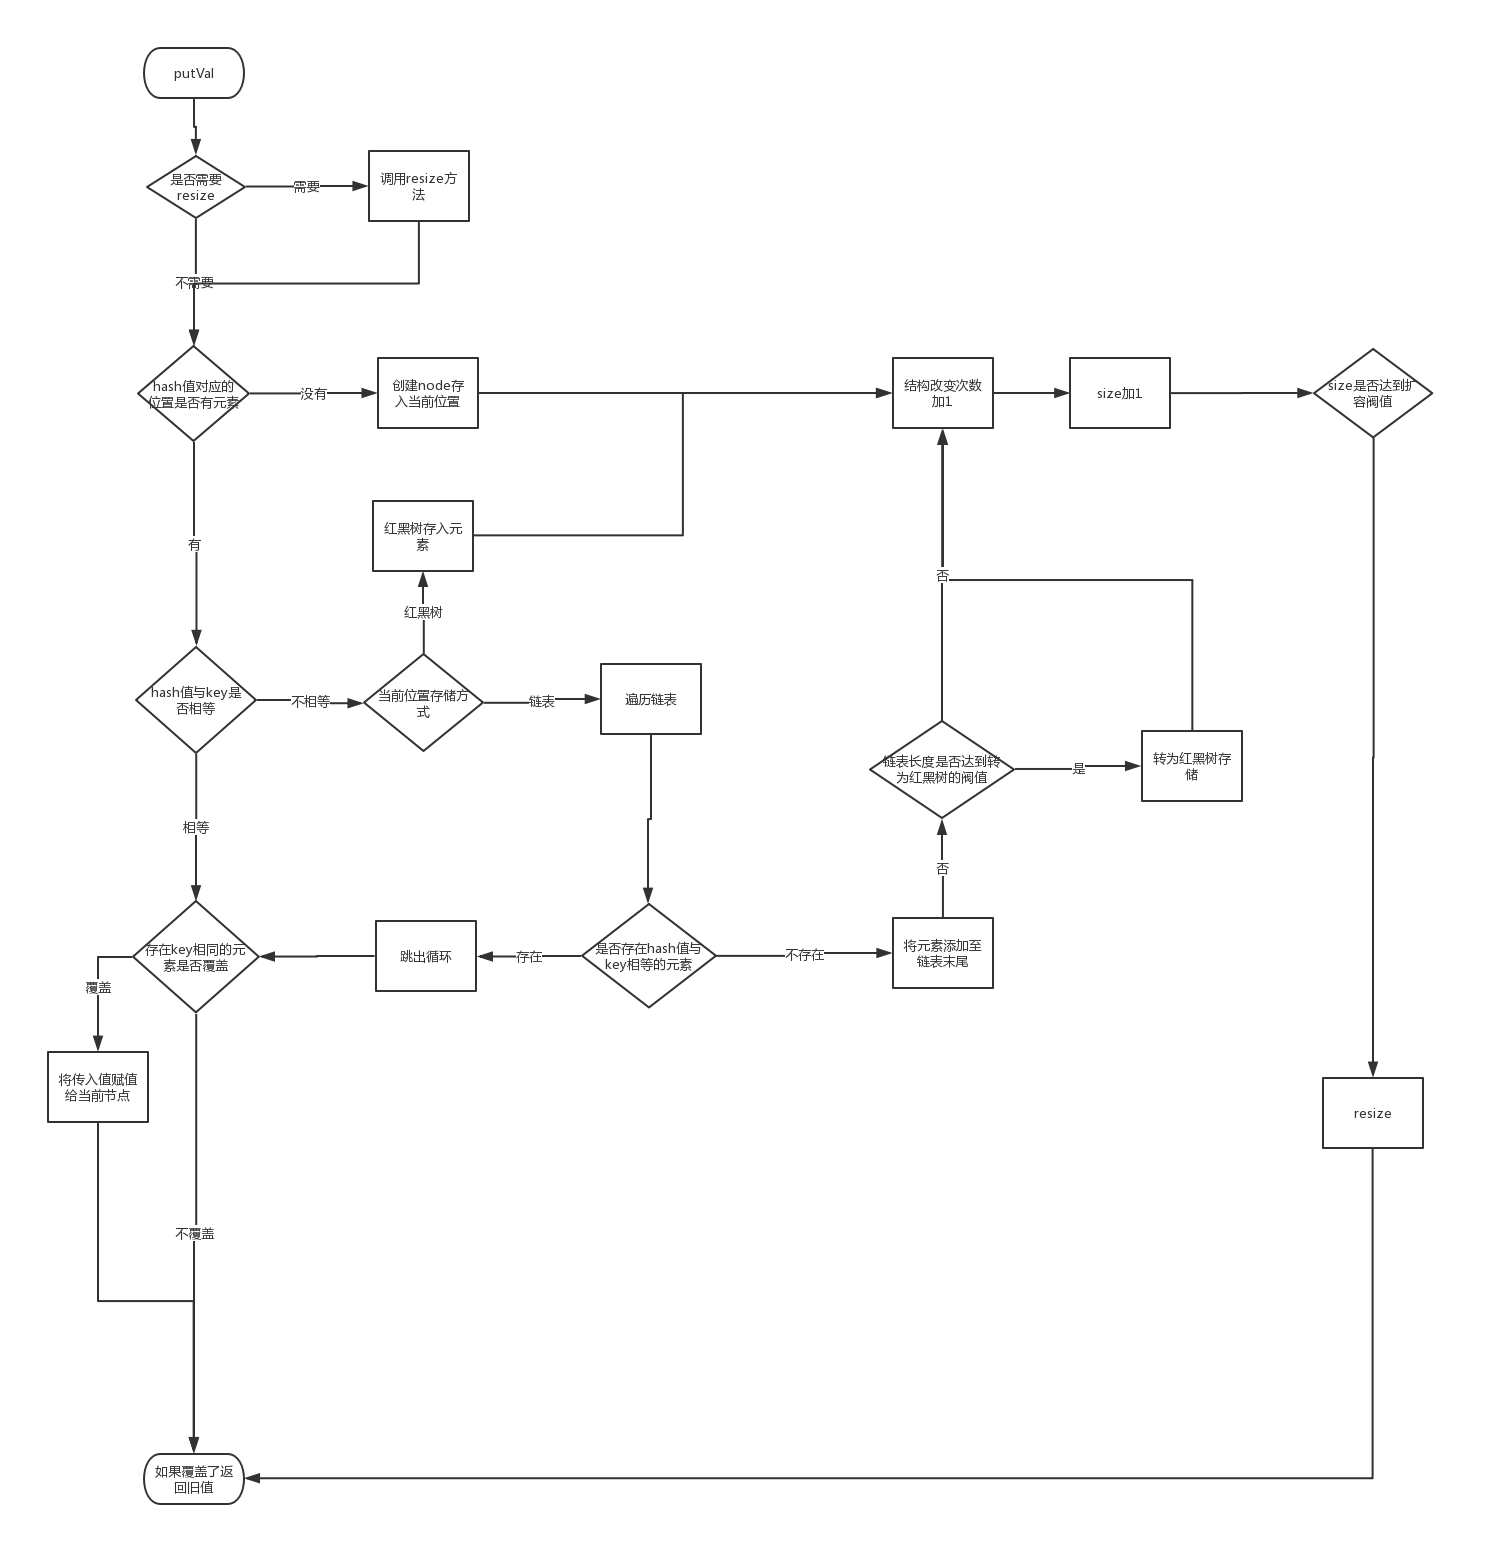 putVal
是否需要
resize
需要
调用resize方
法
不需要
hash值对应的
位置是否有元素
没有
创建node存
入当前位置
结构改变次数
加1
size加1
size是否达到扩
容阀值
有
红黑树存入元
素
红黑树
否
hash值与key是
否相等
不相等
当前位置存储方
式
链表
遍历链表
链表长度是否达到转
为红黑树的阀值
是
转为红黑树存
储
相等
否
存在key相同的元
素是否覆盖
跳出循环
存在
是否存在hash值与
key相等的元素
不存在
将元素添加至
链表末尾
覆盖
将传入值赋值
给当前节点
resize
不覆盖
如果覆盖了返
回旧值